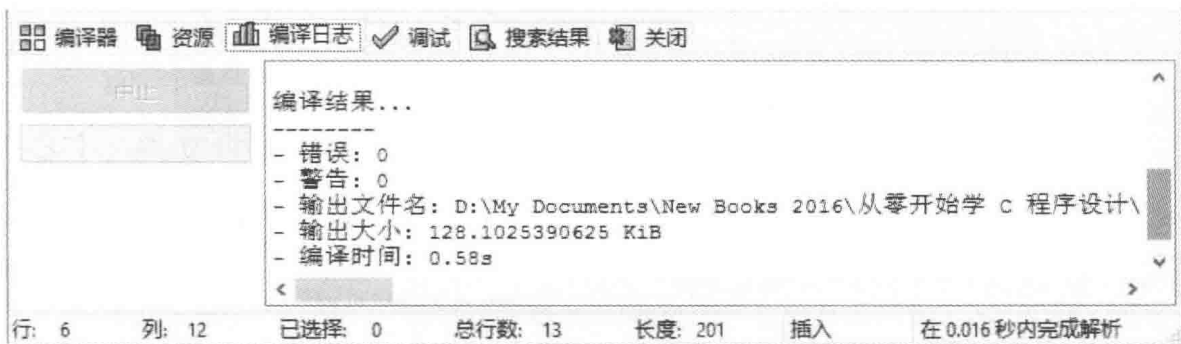 编译器 资源 编译日志 调试 搜索结果 关闭
中止
编译结果...
--------
- 错误: 0
- 警告: 0
- 输出文件名: D:\My Documents\New Books 2016\从零开始学 C 程序设计\
- 输出大小: 128.1025390625 KiB
- 编译时间: 0.58s
行: 6 列: 12 已选择: 0 总行数: 13 长度: 201 插入 在 0.016 秒内完成解析